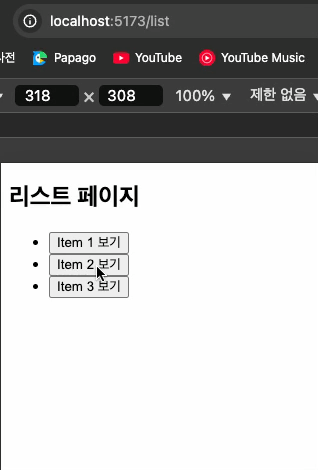 localhost:5173/list
사전 Papago YouTube YouTube Music
318 × 308 100% ▼ 제한 없음
리스트 페이지
• Item 1 보기
• Item 2 보기
• Item 3 보기